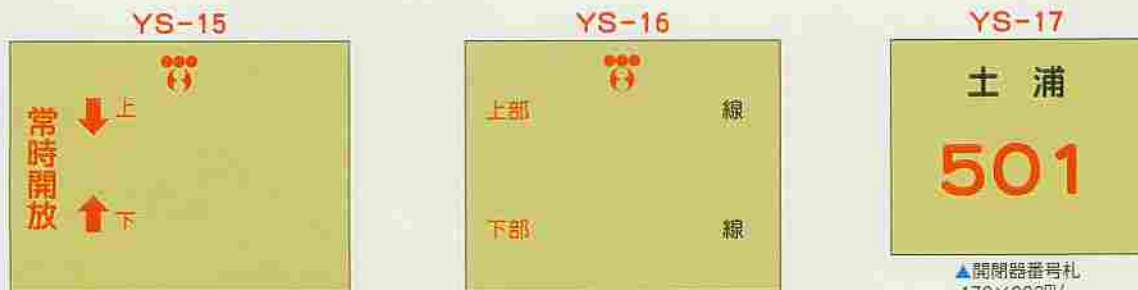 YS-15
常時開放
上
下
YS-16
上部 線
下部 線
YS-17
土浦
501
▲開閉器番号札